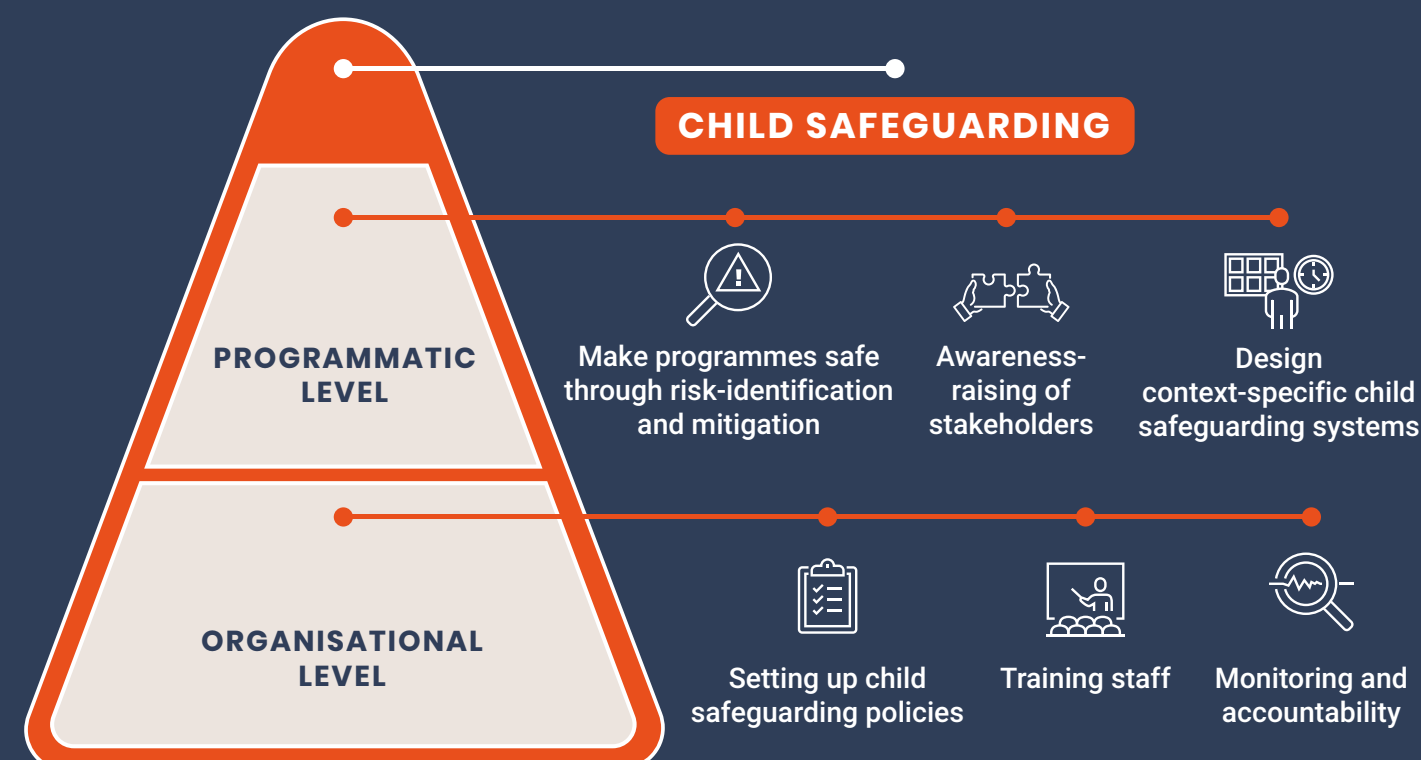 CHILD SAFEGUARDING
PROGRAMMATIC
LEVEL
Make programmes safe
through risk-identification
and mitigation
Awareness-
raising of
stakeholders
Design
context-specific child
safeguarding systems
ORGANISATIONAL
LEVEL
Setting up child
safeguarding policies
Training staff
Monitoring and
accountability